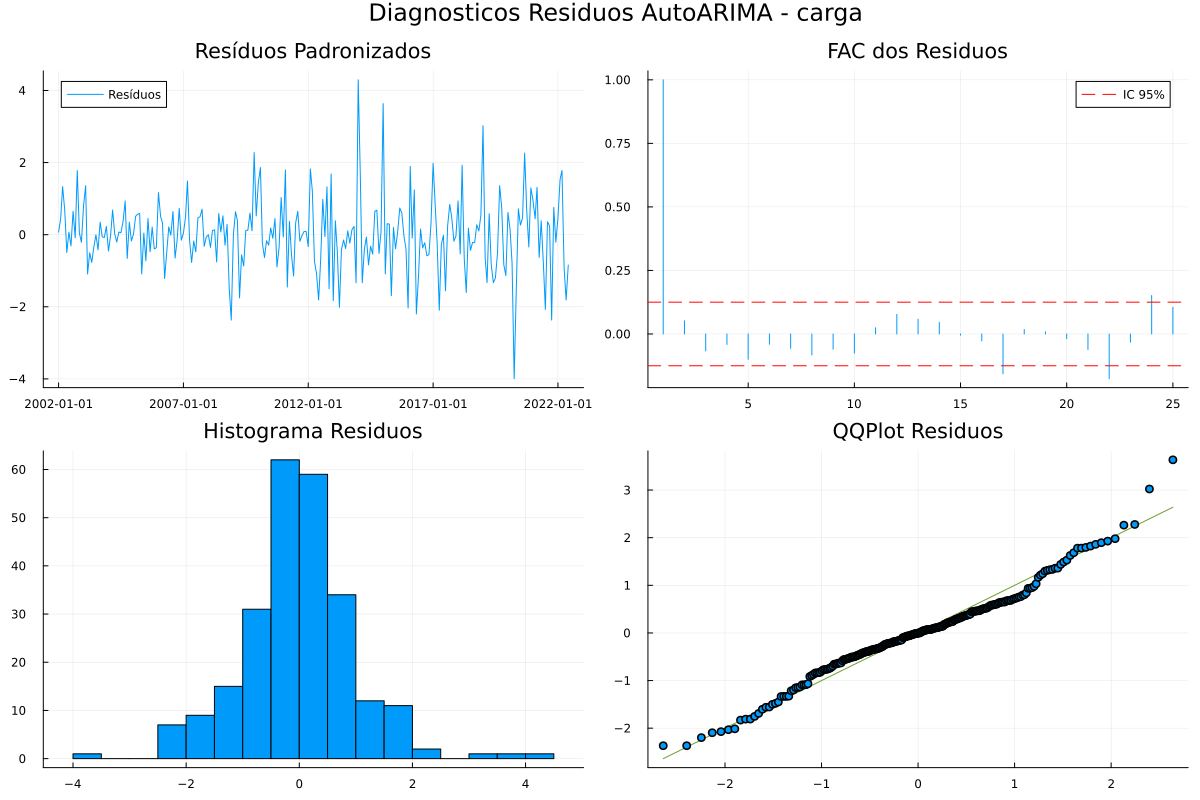 Diagnosticos Residuos AutoARIMA - carga
Resíduos Padronizados
Resíduos
4
2
0
−2
−4
2002-01-01 2007-01-01 2012-01-01 2017-01-01 2022-01-01
FAC dos Residuos
IC 95%
1.00
0.75
0.50
0.25
0.00
5 10 15 20 25
Histograma Residuos
60
50
40
30
20
10
0
−4 −2 0 2 4
QQPlot Residuos
3
2
1
0
−1
−2
−2 −1 0 1 2